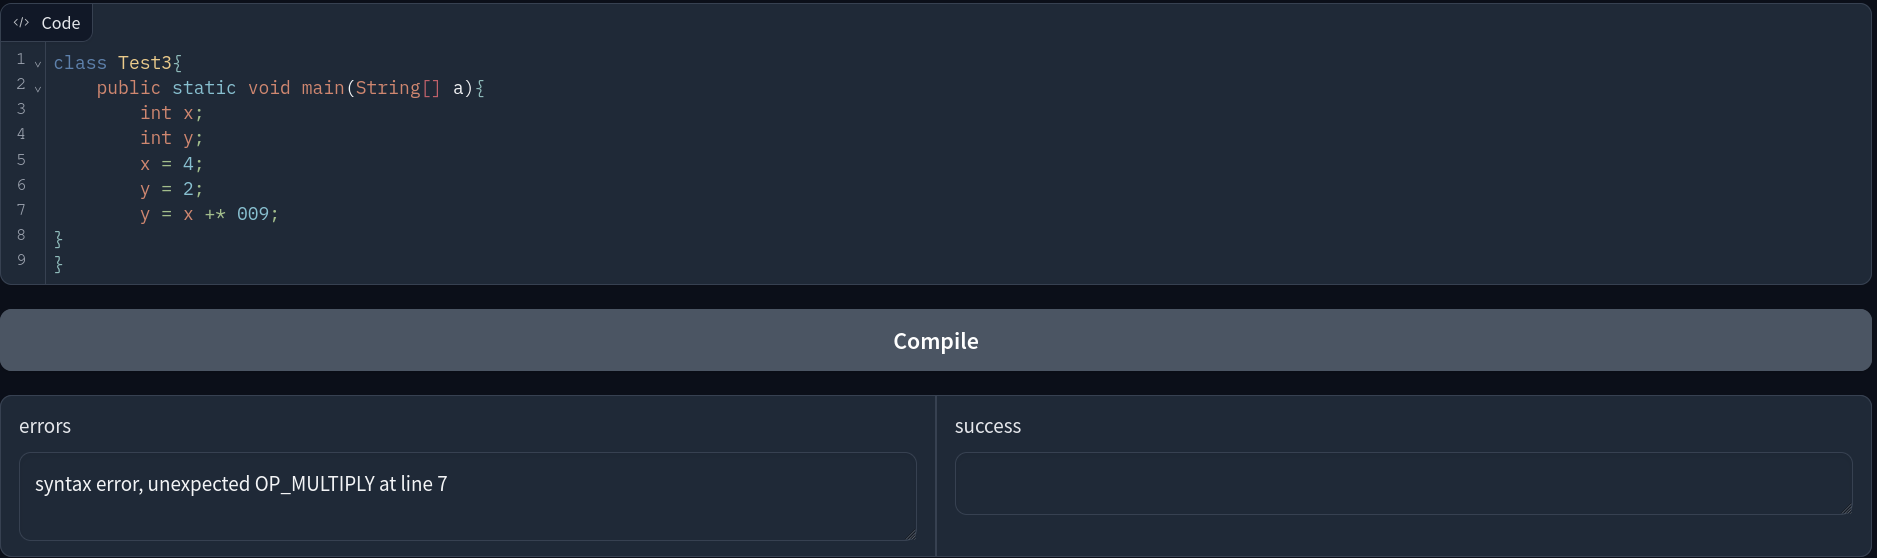 </> Code
1 class Test3{
2 public static void main(String[] a){
3 int x;
4 int y;
5 x = 4;
6 y = 2;
7 y = x +* 009;
8 }
9 }
Compile
errors
success
syntax error, unexpected OP_MULTIPLY at line 7